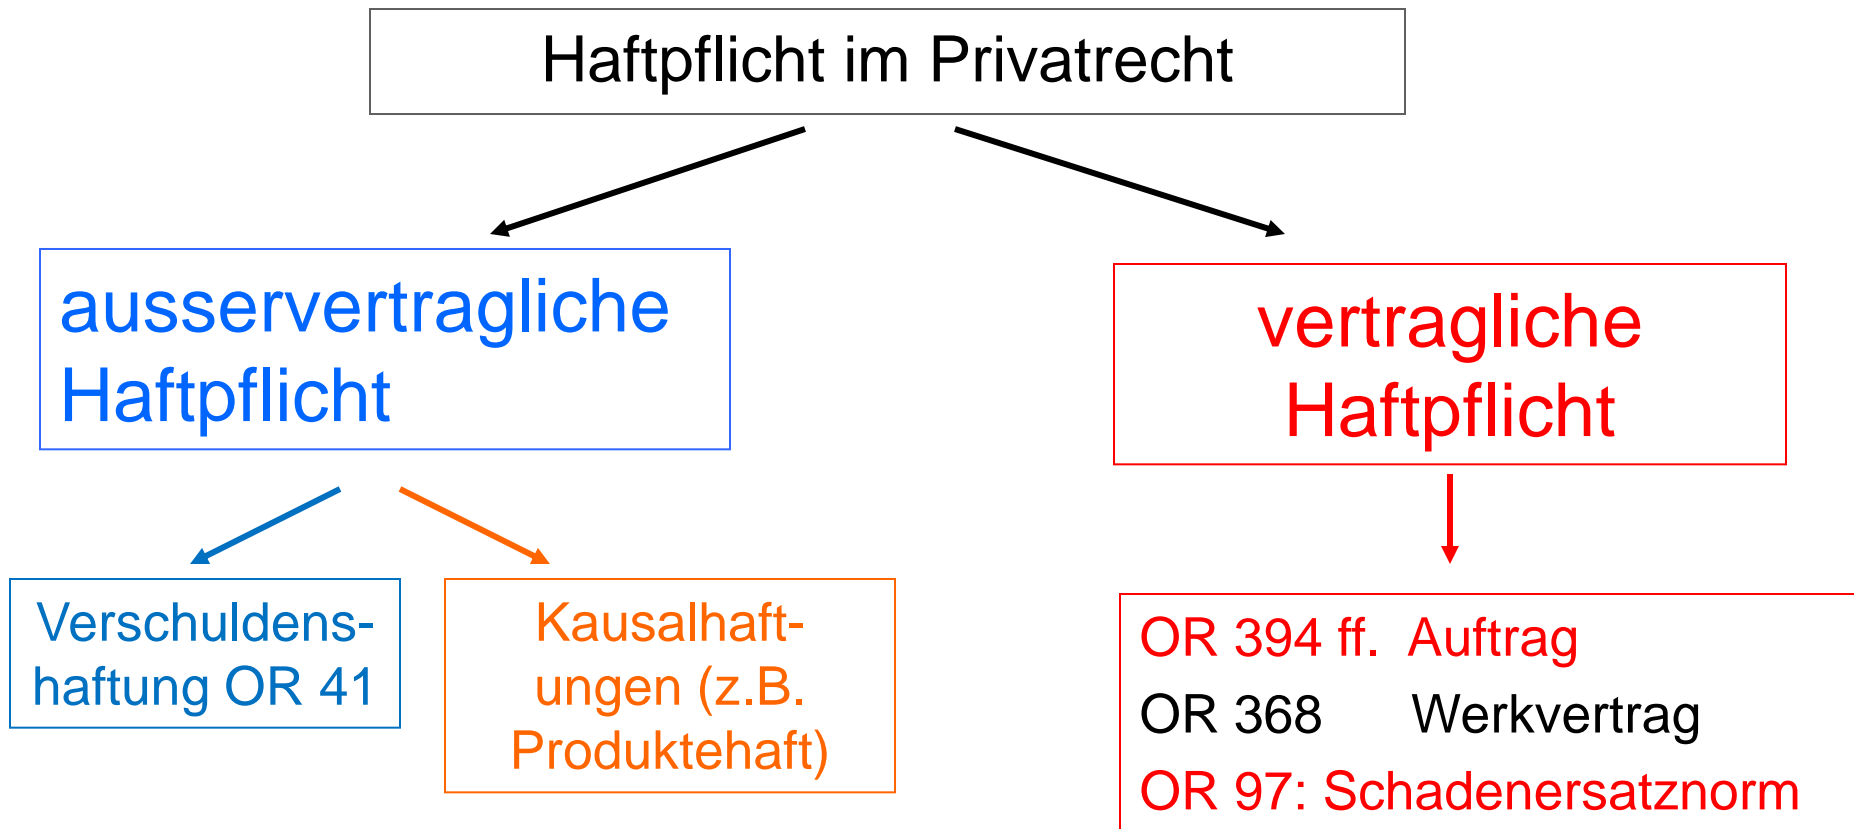 Haftpflicht im Privatrecht
ausservertragliche
Haftpflicht
vertragliche
Haftpflicht
Verschuldens-
haftung OR 41
Kausalhaft-
ungen (z.B.
Produktehaft)
OR 394 ff. Auftrag
OR 368 Werkvertrag
OR 97: Schadenersatznorm